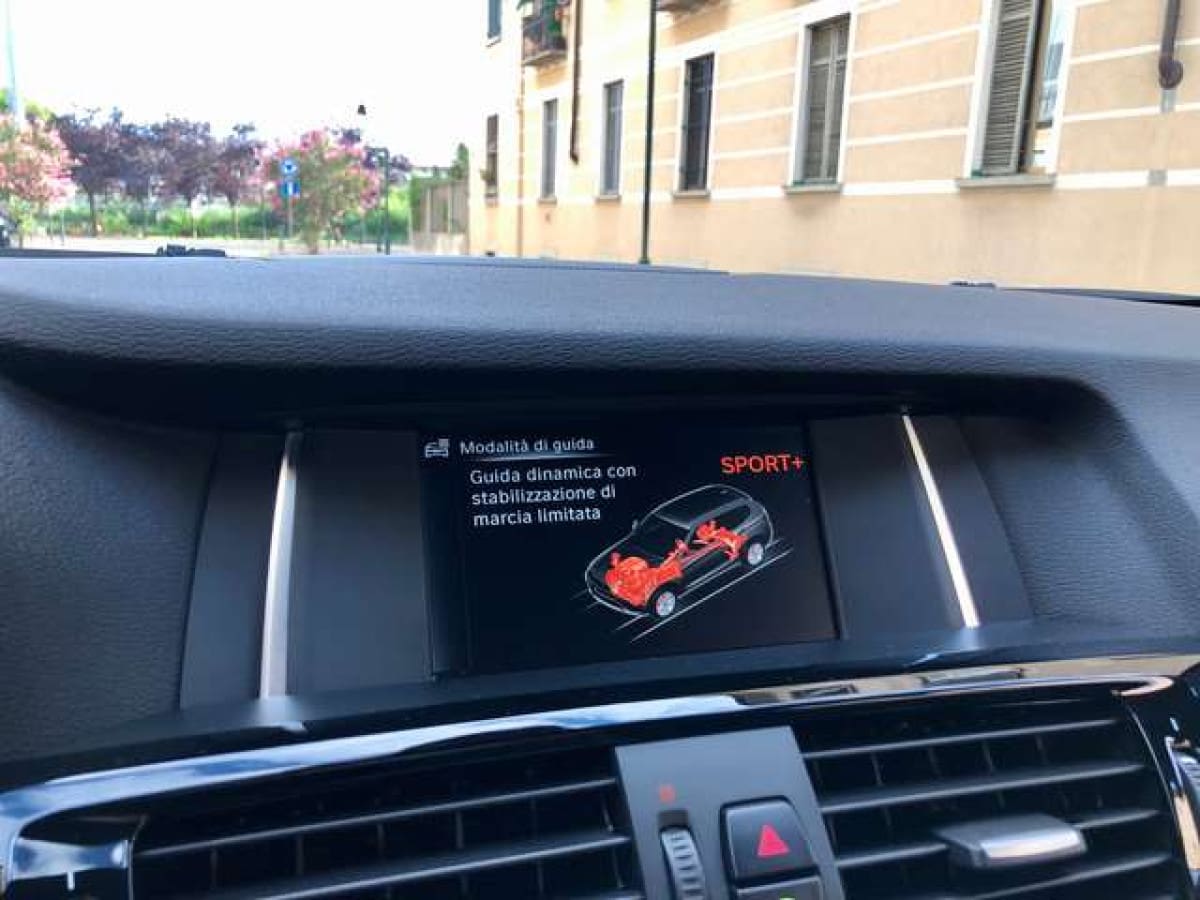 Modalità di guida
SPORT+
Guida dinamica con
stabilizzazione di
marcia limitata